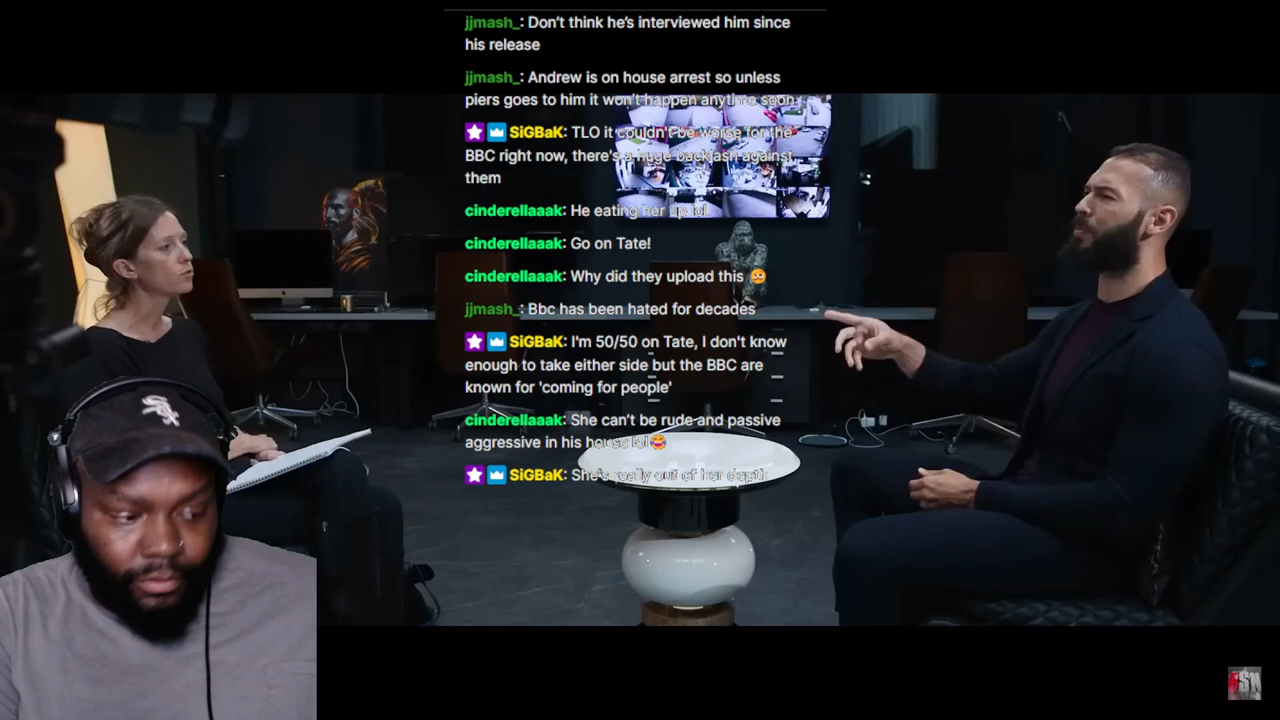 jjmash_: Don't think he's interviewed him since
his release
jjmash_: Andrew is on house arrest so unless
piers goes to him it won't happen anytime soon
SiGBaK: TLO it couldn't be worse for the
BBC right now, there's a huge backlash against
them
cinderellaaak: He eating her up lol
cinderellaaak: Go on Tate!
cinderellaaak: Why did they upload this 🥺
jjmash_: Bbc has been hated for decades
SiGBaK: I'm 50/50 on Tate, I don't know
enough to take either side but the BBC are
known for 'coming for people'
cinderellaaak: She can't be rude and passive
aggressive in his house lol😂
SiGBaK: She's really out of her depth